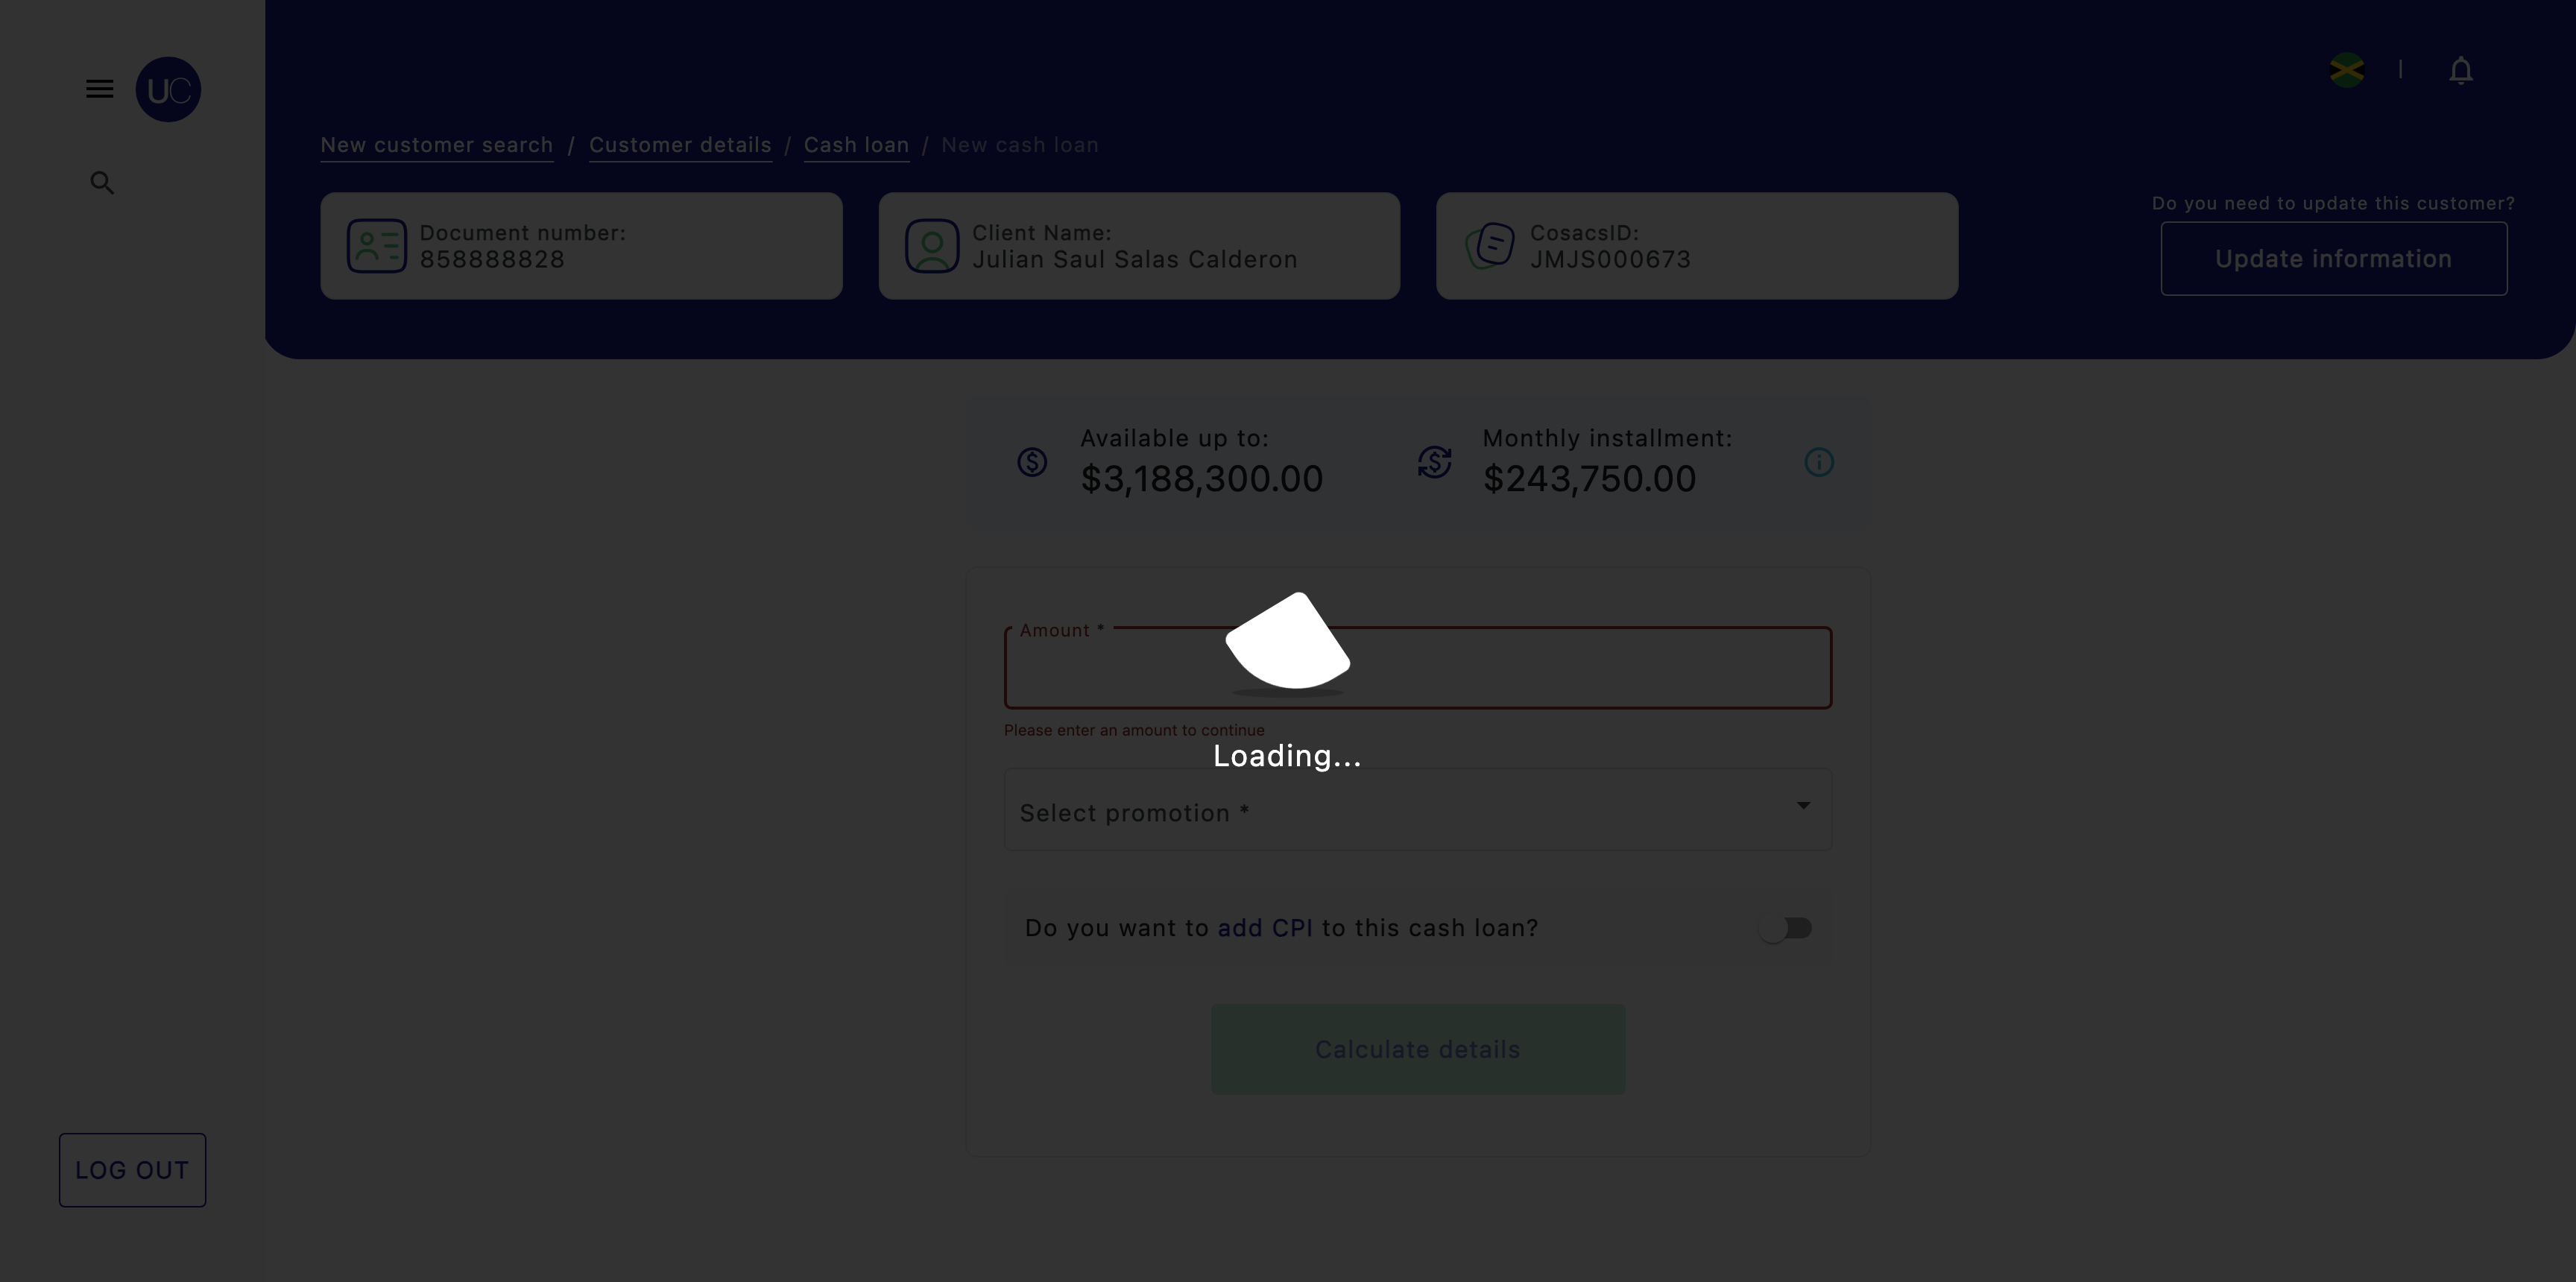 UC
New customer search / Customer details / Cash loan / New cash loan
Do you need to update this customer?
Document number:
858888828
Client Name:
Julian Saul Salas Calderon
CosacsID:
JMJS000673
Update information
Available up to:
$3,188,300.00
Monthly installment:
$243,750.00
Amount *
Please enter an amount to continue
Loading...
Select promotion *
Do you want to add CPI to this cash loan?
Calculate details
LOG OUT